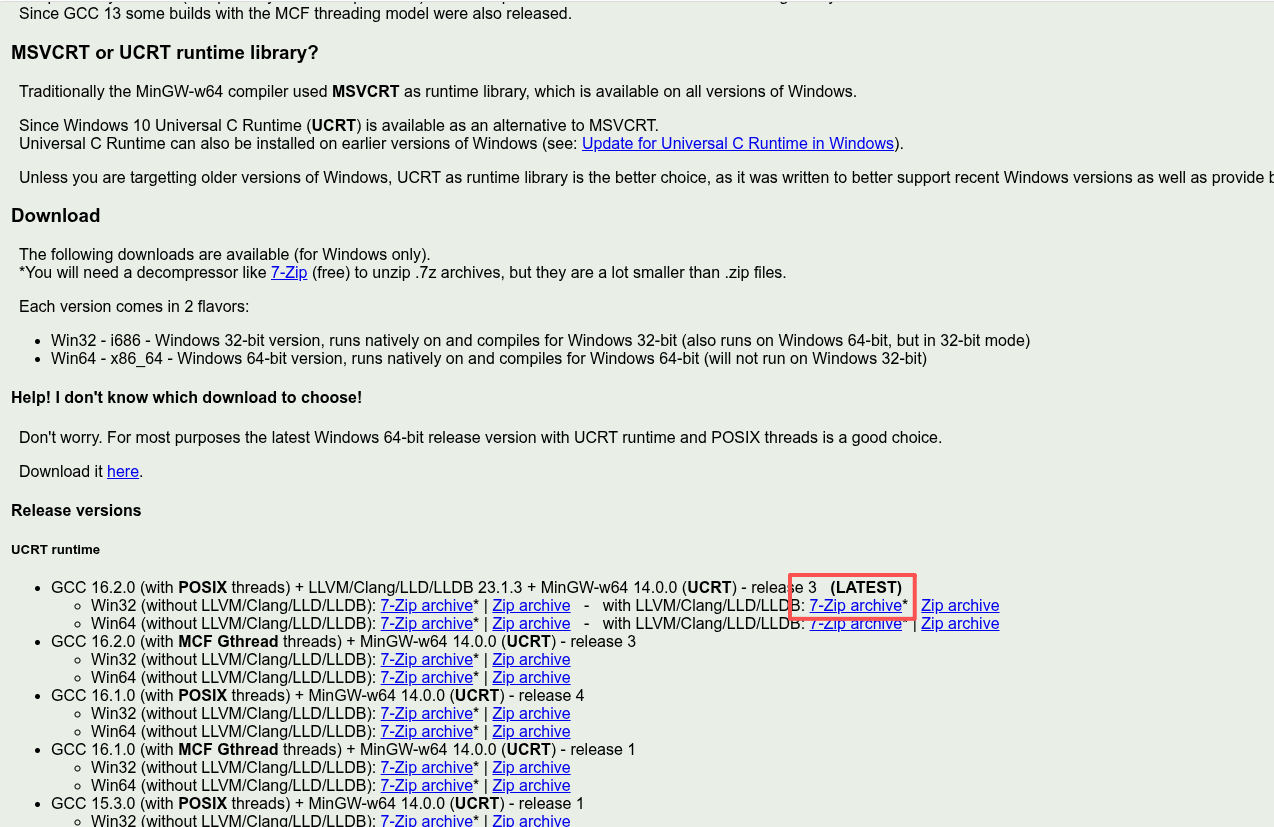 Since GCC 13 some builds with the MCF threading model were also released.
MSVCRT or UCRT runtime library?
Traditionally the MinGW-w64 compiler used MSVCRT as runtime library, which is available on all versions of Windows.
Since Windows 10 Universal C Runtime (UCRT) is available as an alternative to MSVCRT.
Universal C Runtime can also be installed on earlier versions of Windows (see: Update for Universal C Runtime in Windows).
Unless you are targetting older versions of Windows, UCRT as runtime library is the better choice, as it was written to better support recent Windows versions as well as provide
Download
The following downloads are available (for Windows only).
*You will need a decompressor like 7-Zip (free) to unzip .7z archives, but they are a lot smaller than .zip files.
Each version comes in 2 flavors:
• Win32 - i686 - Windows 32-bit version, runs natively on and compiles for Windows 32-bit (also runs on Windows 64-bit, but in 32-bit mode)
• Win64 - x86_64 - Windows 64-bit version, runs natively on and compiles for Windows 64-bit (will not run on Windows 32-bit)
Help! I don't know which download to choose!
Don't worry. For most purposes the latest Windows 64-bit release version with UCRT runtime and POSIX threads is a good choice.
Download it here.
Release versions
UCRT runtime
• GCC 16.2.0 (with POSIX threads) + LLVM/Clang/LLD/LLDB 23.1.3 + MinGW-w64 14.0.0 (UCRT) - release 3 (LATEST)
◦ Win32 (without LLVM/Clang/LLD/LLDB): 7-Zip archive* | Zip archive - with LLVM/Clang/LLD/LLDB: 7-Zip archive* Zip archive
◦ Win64 (without LLVM/Clang/LLD/LLDB): 7-Zip archive* | Zip archive - with LLVM/Clang/LLD/LLDB: 7-Zip archive* | Zip archive
• GCC 16.2.0 (with MCF Gthread threads) + MinGW-w64 14.0.0 (UCRT) - release 3
◦ Win32 (without LLVM/Clang/LLD/LLDB): 7-Zip archive* | Zip archive
◦ Win64 (without LLVM/Clang/LLD/LLDB): 7-Zip archive* | Zip archive
• GCC 16.1.0 (with POSIX threads) + MinGW-w64 14.0.0 (UCRT) - release 4
◦ Win32 (without LLVM/Clang/LLD/LLDB): 7-Zip archive* | Zip archive
◦ Win64 (without LLVM/Clang/LLD/LLDB): 7-Zip archive* | Zip archive
• GCC 16.1.0 (with MCF Gthread threads) + MinGW-w64 14.0.0 (UCRT) - release 1
◦ Win32 (without LLVM/Clang/LLD/LLDB): 7-Zip archive* | Zip archive
◦ Win64 (without LLVM/Clang/LLD/LLDB): 7-Zip archive* | Zip archive
• GCC 15.3.0 (with POSIX threads) + MinGW-w64 14.0.0 (UCRT) - release 1
◦ Win32 (without LLVM/Clang/LLD/LLDB): 7-Zip archive* | Zip archive